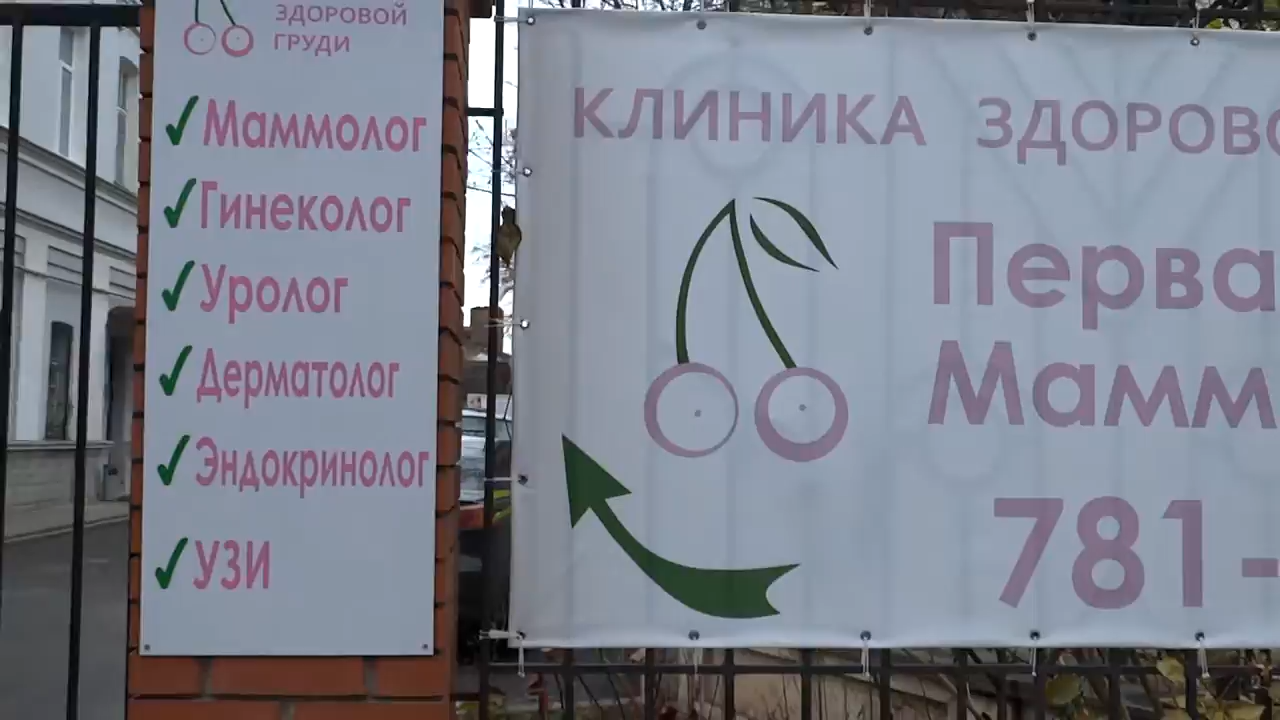 ЗДОРОВОЙ
ГРУДИ
Маммолог
Гинеколог
Уролог
Дерматолог
Эндокринолог
УЗИ
КЛИНИКА ЗДОРОВО
Перва
Мамм
781-